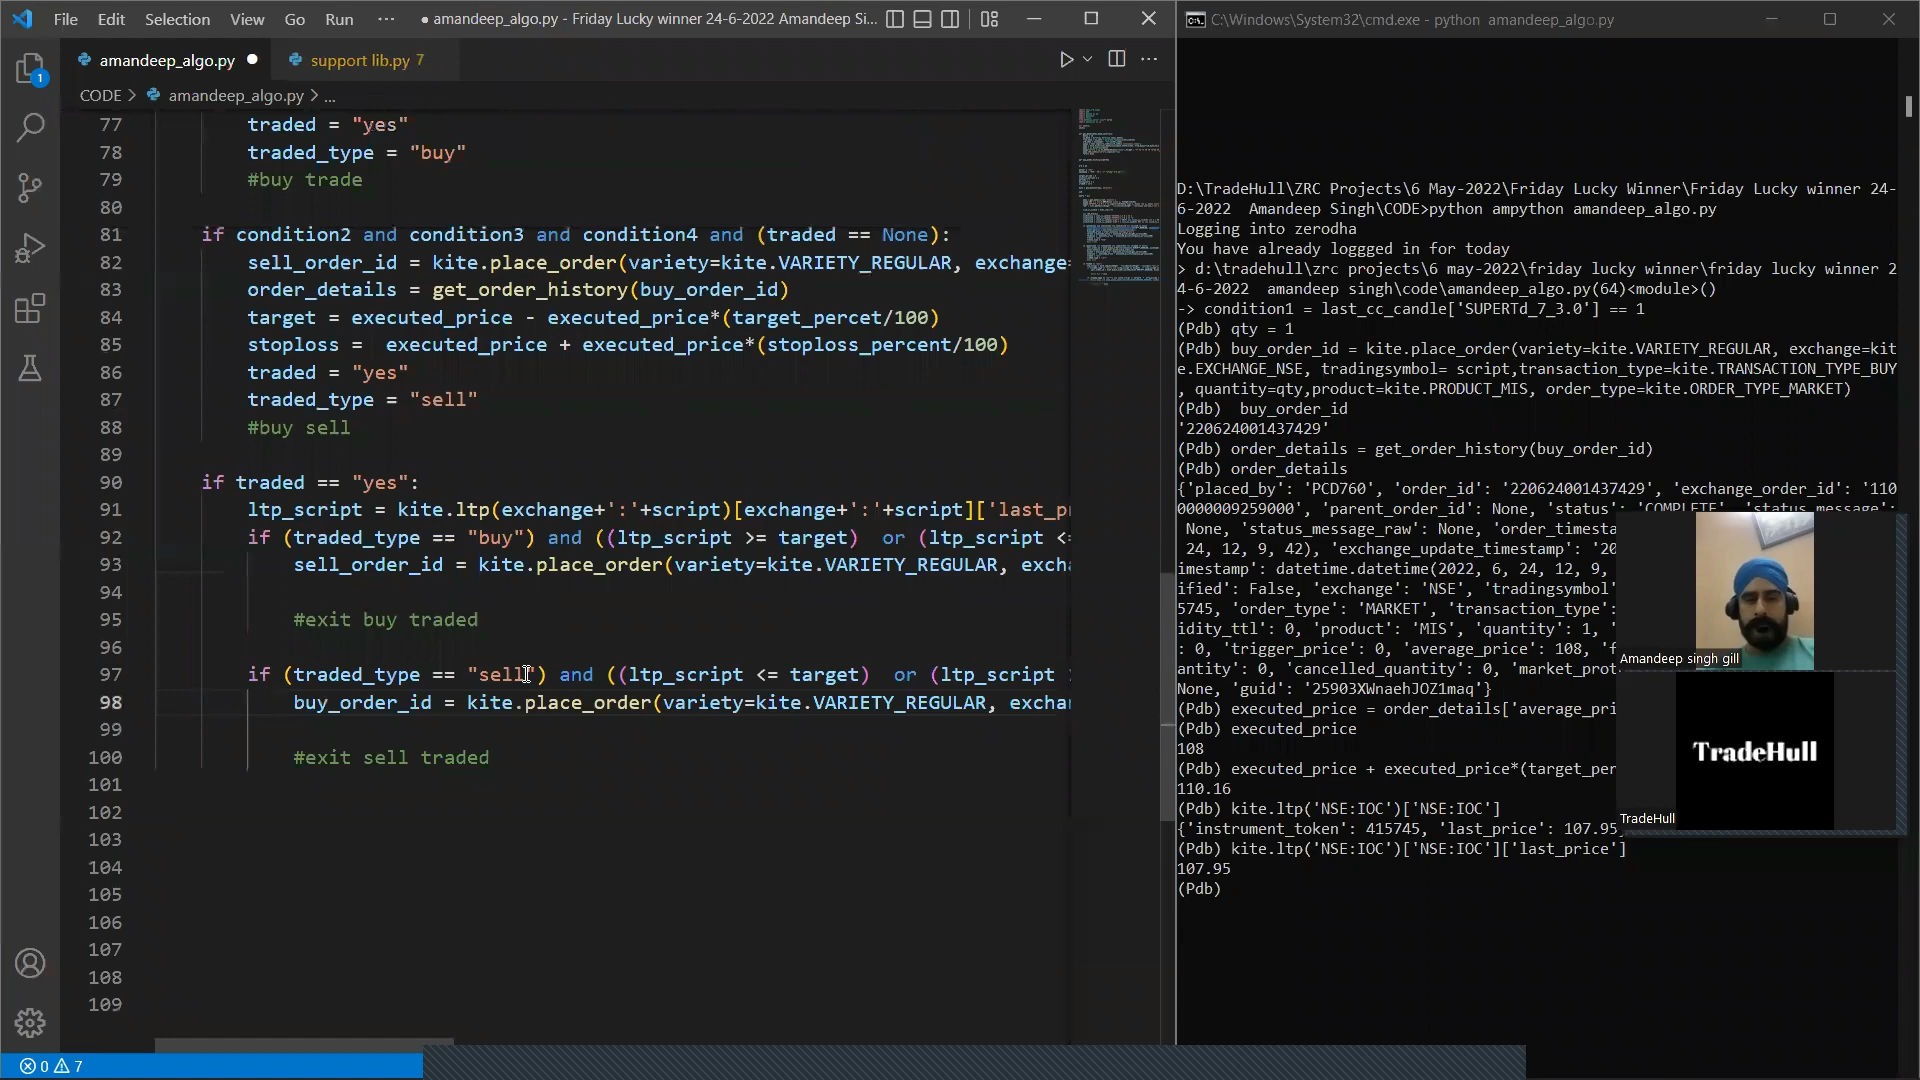 File Edit Selection View Go Run ··· ● amandeep_algo.py - Friday Lucky winner 24-6-2022 Amandeep Si...
amandeep_algo.py ● support lib.py 7
CODE > amandeep_algo.py > ...
77 traded = "yes"
78 traded_type = "buy"
79 #buy trade
80
81 if condition2 and condition3 and condition4 and (traded == None):
82 sell_order_id = kite.place_order(variety=kite.VARIETY_REGULAR, exchange=
83 order_details = get_order_history(buy_order_id)
84 target = executed_price - executed_price*(target_percet/100)
85 stoploss =  executed_price + executed_price*(stoploss_percent/100)
86 traded = "yes"
87 traded_type = "sell"
88 #buy sell
89
90 if traded == "yes":
91 ltp_script = kite.ltp(exchange+':'+script)[exchange+':'+script]['last_p
92 if (traded_type == "buy") and ((ltp_script >= target)  or (ltp_script <=
93 sell_order_id = kite.place_order(variety=kite.VARIETY_REGULAR, excha
94
95 #exit buy traded
96
97 if (traded_type == "sell") and ((ltp_script <= target)  or (ltp_script
98 buy_order_id = kite.place_order(variety=kite.VARIETY_REGULAR, exchan
99
100 #exit sell traded
101
102
103
104
105
106
107
108
109
0 7
1
C:\Windows\System32\cmd.exe - python  amandeep_algo.py
D:\TradeHull\ZRC Projects\6 May-2022\Friday Lucky Winner\Friday Lucky winner 24-
6-2022  Amandeep Singh\CODE>python ampython amandeep_algo.py
Logging into zerodha
You have already loggged in for today
> d:\tradehull\zrc projects\6 may-2022\friday lucky winner\friday lucky winner 2
4-6-2022  amandeep singh\code\amandeep_algo.py(64)<module>()
-> condition1 = last_cc_candle['SUPERTd_7_3.0'] == 1
(Pdb) qty = 1
(Pdb) buy_order_id = kite.place_order(variety=kite.VARIETY_REGULAR, exchange=kit
e.EXCHANGE_NSE, tradingsymbol= script,transaction_type=kite.TRANSACTION_TYPE_BUY
, quantity=qty,product=kite.PRODUCT_MIS, order_type=kite.ORDER_TYPE_MARKET)
(Pdb)  buy_order_id
'220624001437429'
(Pdb) order_details = get_order_history(buy_order_id)
(Pdb) order_details
{'placed_by': 'PCD760', 'order_id': '220624001437429', 'exchange_order_id': '110
0000009259000', 'parent_order_id': None, 'status': 'COMPLETE', 'status_message':
None, 'status_message_raw': None, 'order_timesta
24, 12, 9, 42), 'exchange_update_timestamp': '20
imestamp': datetime.datetime(2022, 6, 24, 12, 9,
ified': False, 'exchange': 'NSE', 'tradingsymbol'
5745, 'order_type': 'MARKET', 'transaction_type':
idity_ttl': 0, 'product': 'MIS', 'quantity': 1, '
: 0, 'trigger_price': 0, 'average_price': 108, 'f
antity': 0, 'cancelled_quantity': 0, 'market_prot
None, 'guid': '25903XWnaehJOZ1maq'}
(Pdb) executed_price = order_details['average_pri
(Pdb) executed_price
108
(Pdb) executed_price + executed_price*(target_per
110.16
(Pdb) kite.ltp('NSE:IOC')['NSE:IOC']
{'instrument_token': 415745, 'last_price': 107.95
(Pdb) kite.ltp('NSE:IOC')['NSE:IOC']['last_price']
107.95
(Pdb)
Amandeep singh gill
TradeHull
TradeHull